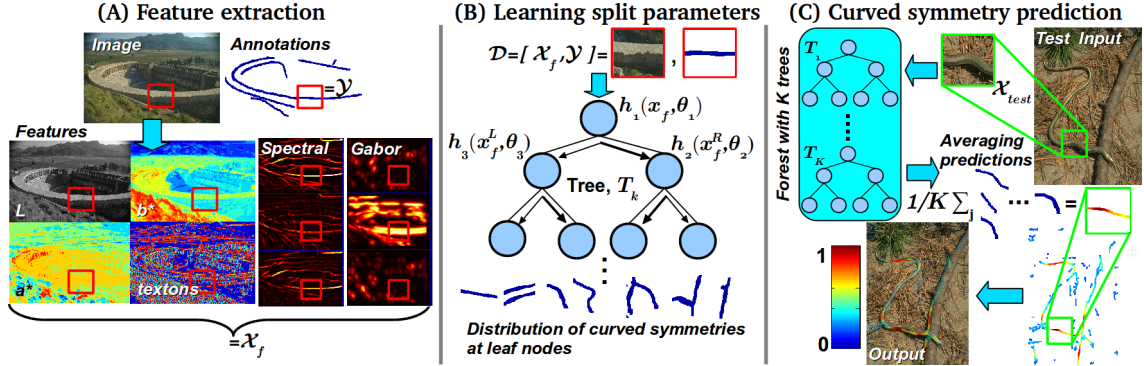 (A) Feature extraction
Image
Annotations
=𝒴
Features
L
b*
a*
textons
Spectral
Gabor
=𝒳f
(B) Learning split parameters
𝒟=[ 𝒳f,𝒴 ]= ,
h1(xf,θ1)
h3(xfL,θ3)
h2(xfR,θ2)
Tree, Tk
Distribution of curved symmetries
at leaf nodes
(C) Curved symmetry prediction
Forest with K trees
T1
TK
Test Input
𝒳test
Averaging
predictions
1/K ∑j ··· =
1
0
Output